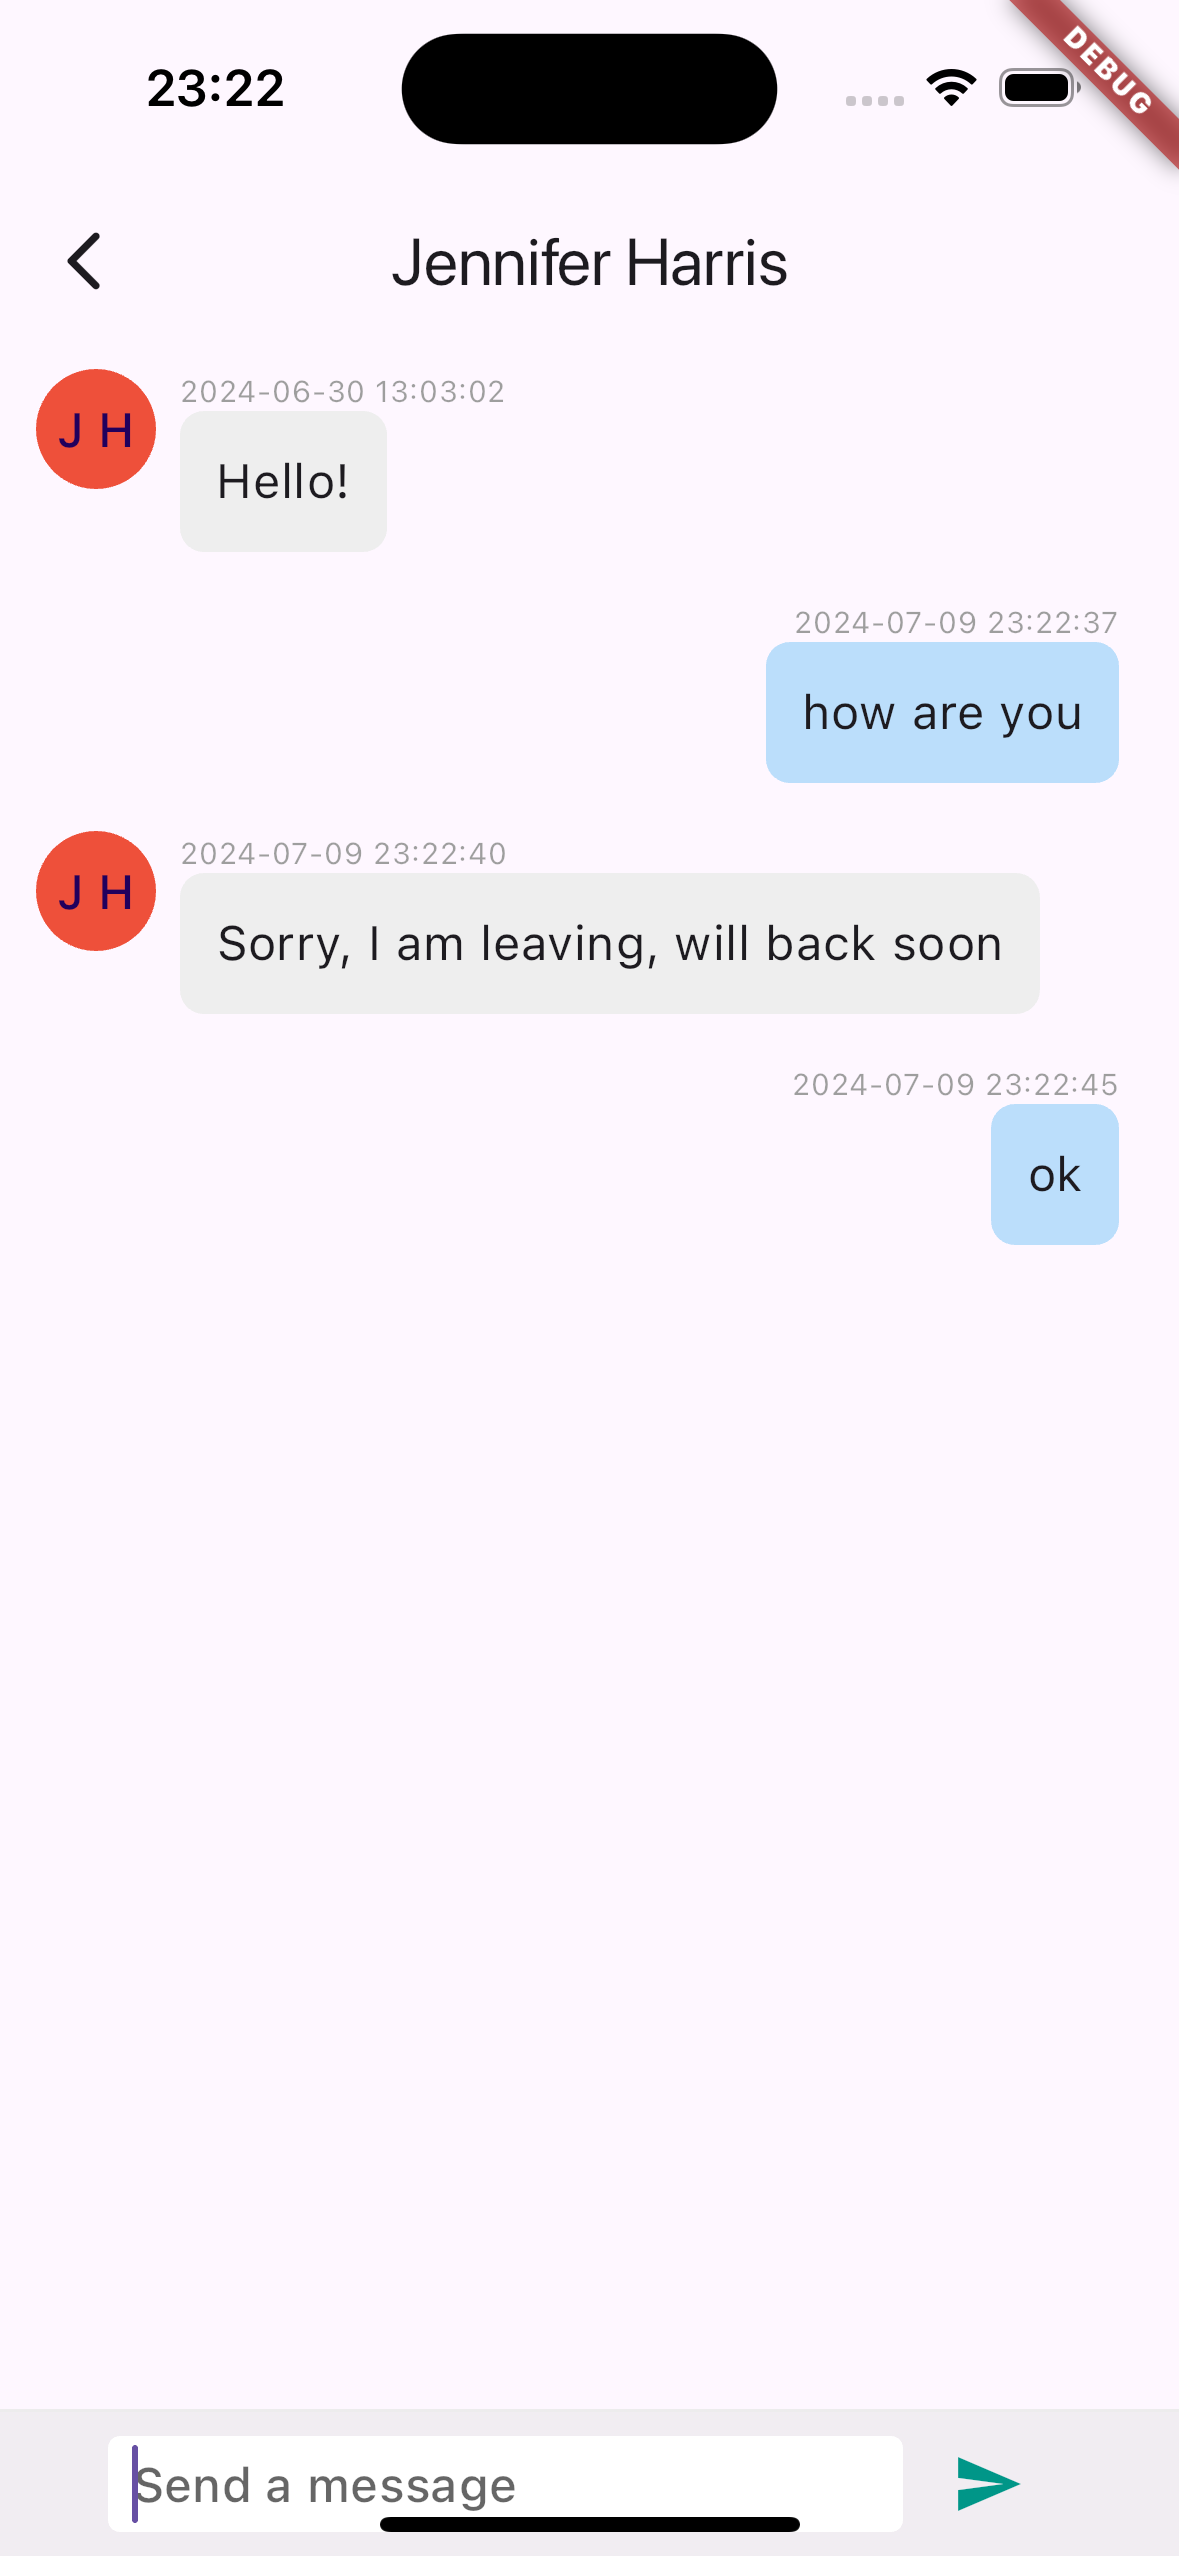 23:22
DEBUG
Jennifer Harris
2024-06-30 13:03:02
J H
Hello!
2024-07-09 23:22:37
how are you
2024-07-09 23:22:40
J H
Sorry, I am leaving, will back soon
2024-07-09 23:22:45
ok
Send a message